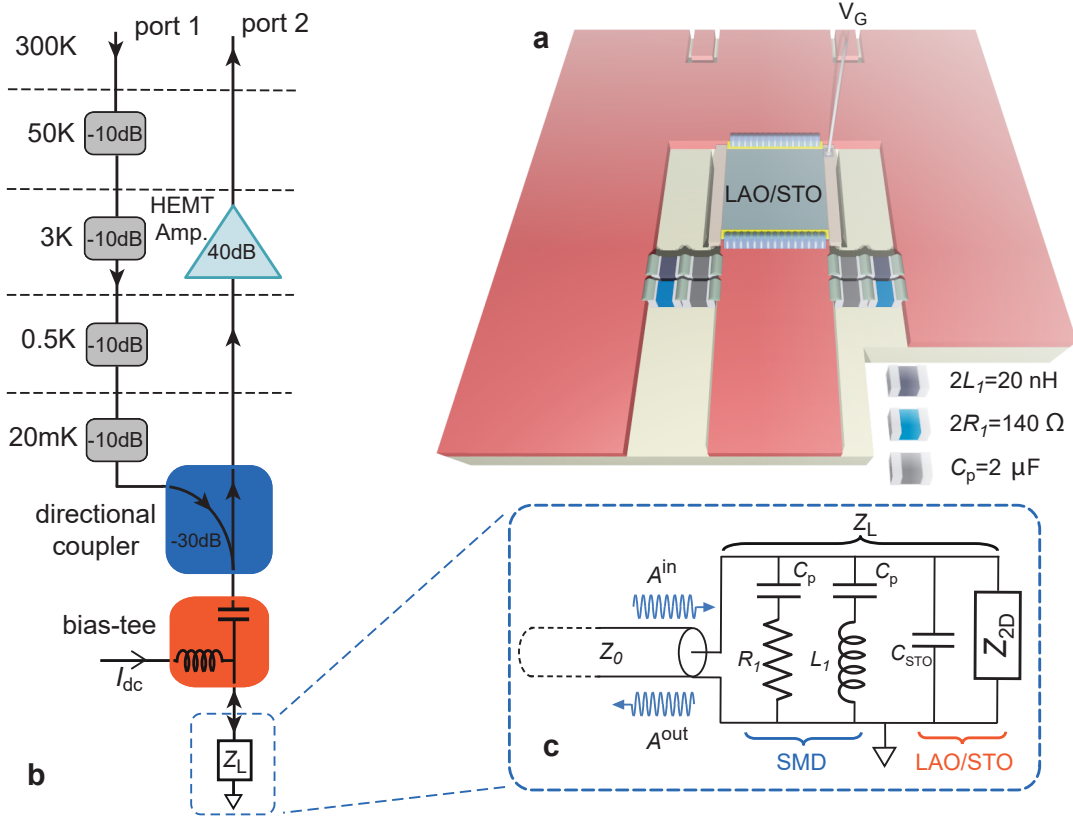 port 1
port 2
300K
50K
-10dB
3K
-10dB
HEMT
Amp.
40dB
0.5K
-10dB
20mK
-10dB
directional
coupler
-30dB
bias-tee
I_dc
Z_L
b
a
V_G
LAO/STO
2L_1=20 nH
2R_1=140 Ω
C_p=2 μF
Z_L
A^in
C_p
C_p
Z_0
R_1
L_1
C_STO
Z_2D
A^out
c
SMD
LAO/STO